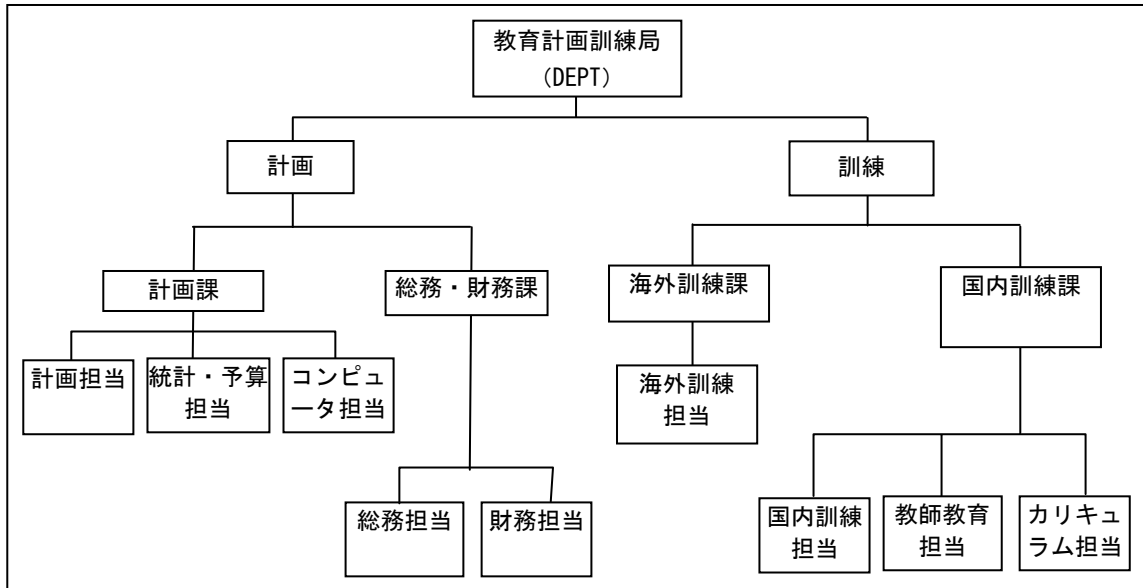 教育計画訓練局
(DEPT)
計画
訓練
計画課
総務・財務課
海外訓練課
国内訓練課
計画担当
統計・予算
担当
コンピュ
ータ担当
海外訓練
担当
総務担当
財務担当
国内訓練
担当
教師教育
担当
カリキュ
ラム担当